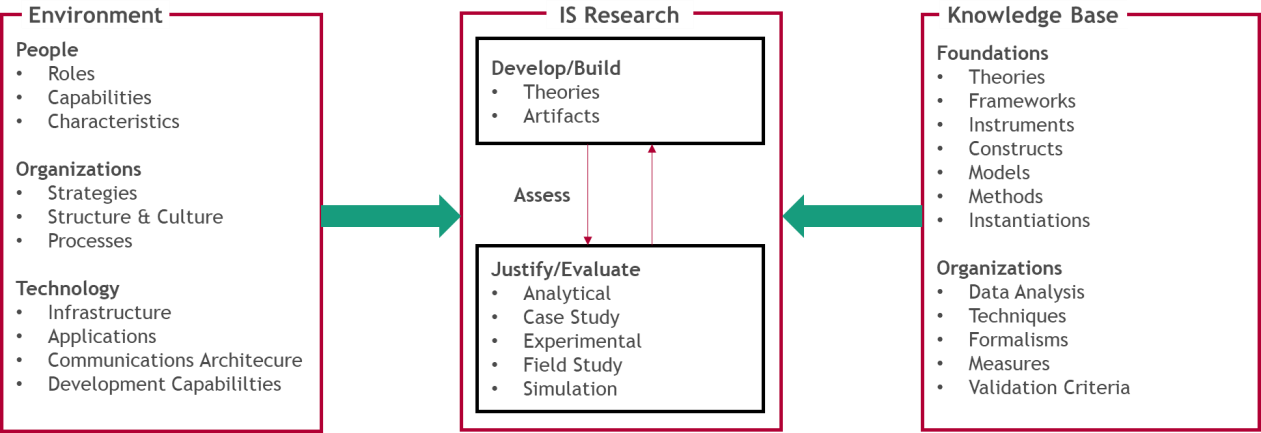 Environment
People
• Roles
• Capabilities
• Characteristics
Organizations
• Strategies
• Structure & Culture
• Processes
Technology
• Infrastructure
• Applications
• Communications Architecure
• Development Capabililties
IS Research
Develop/Build
• Theories
• Artifacts
Assess
Justify/Evaluate
• Analytical
• Case Study
• Experimental
• Field Study
• Simulation
Knowledge Base
Foundations
• Theories
• Frameworks
• Instruments
• Constructs
• Models
• Methods
• Instantiations
Organizations
• Data Analysis
• Techniques
• Formalisms
• Measures
• Validation Criteria